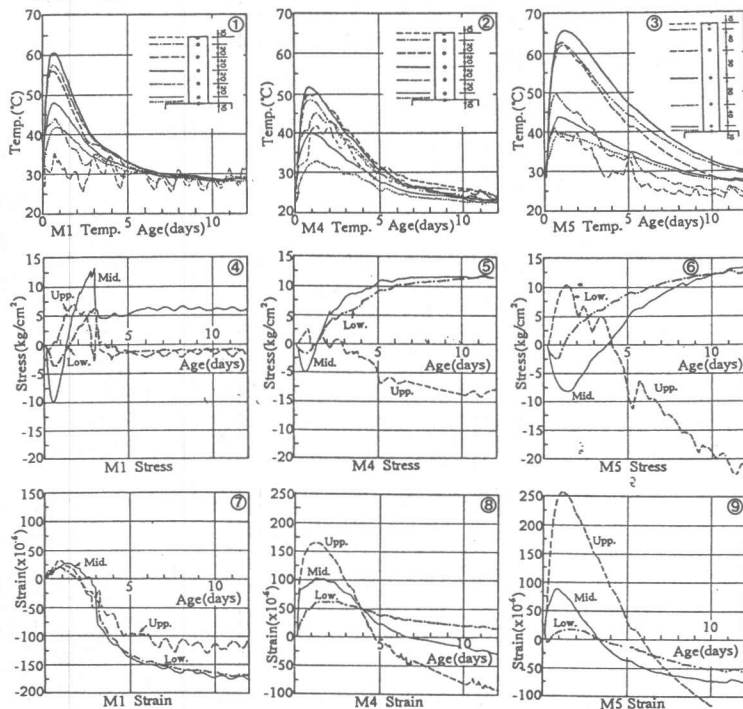 ①
70
60
50
40
30
20
Temp.(℃)
0
5
10
M1 Temp. Age(days)
②
70
60
50
40
30
20
Temp.(℃)
0
5
10
M4 Temp. Age(days)
③
70
60
50
40
30
20
Temp.(℃)
0
5
10
M5 Temp. Age(days)
④
15
10
5
0
-5
-10
-15
-20
Stress(kg/cm²)
Mid.
Upp.
Low.
5
10
Age(days)
M1 Stress
⑤
15
10
5
0
-5
-10
-15
-20
Stress(kg/cm²)
Low.
Mid.
Upp.
5
10
Age(days)
M4 Stress
⑥
15
10
5
0
-5
-10
-15
-20
Stress(kg/cm²)
Low.
Mid.
Upp.
5
10
Age(days)
M5 Stress
⑦
150
100
50
0
-50
-100
-150
-200
Strain(x10⁻⁶)
Mid.
Upp.
Low.
5
10
Age(days)
M1 Strain
⑧
250
200
150
100
50
0
-50
-100
Strain(x10⁻⁶)
Upp.
Mid.
Low.
5
10
Age(days)
M4 Strain
⑨
250
200
150
100
50
0
-50
-100
Strain(x10⁻⁶)
Upp.
Mid.
Low.
5
10
Age(days)
M5 Strain